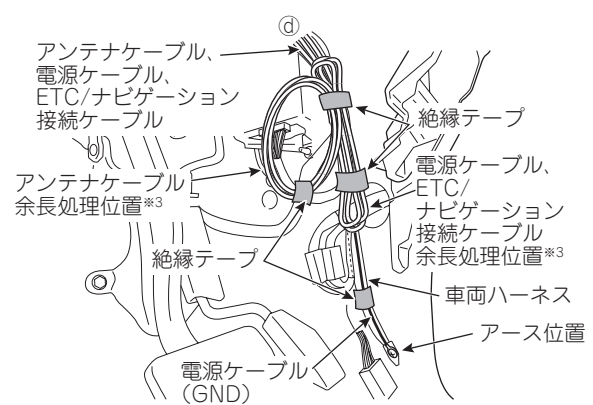 ⓓ
アンテナケーブル、
電源ケーブル、
ETC/ナビゲーション
接続ケーブル
絶縁テープ
アンテナケーブル
余長処理位置※3
電源ケーブル、
ETC/
ナビゲーション
接続ケーブル
余長処理位置※3
絶縁テープ
車両ハーネス
アース位置
電源ケーブル
(GND)